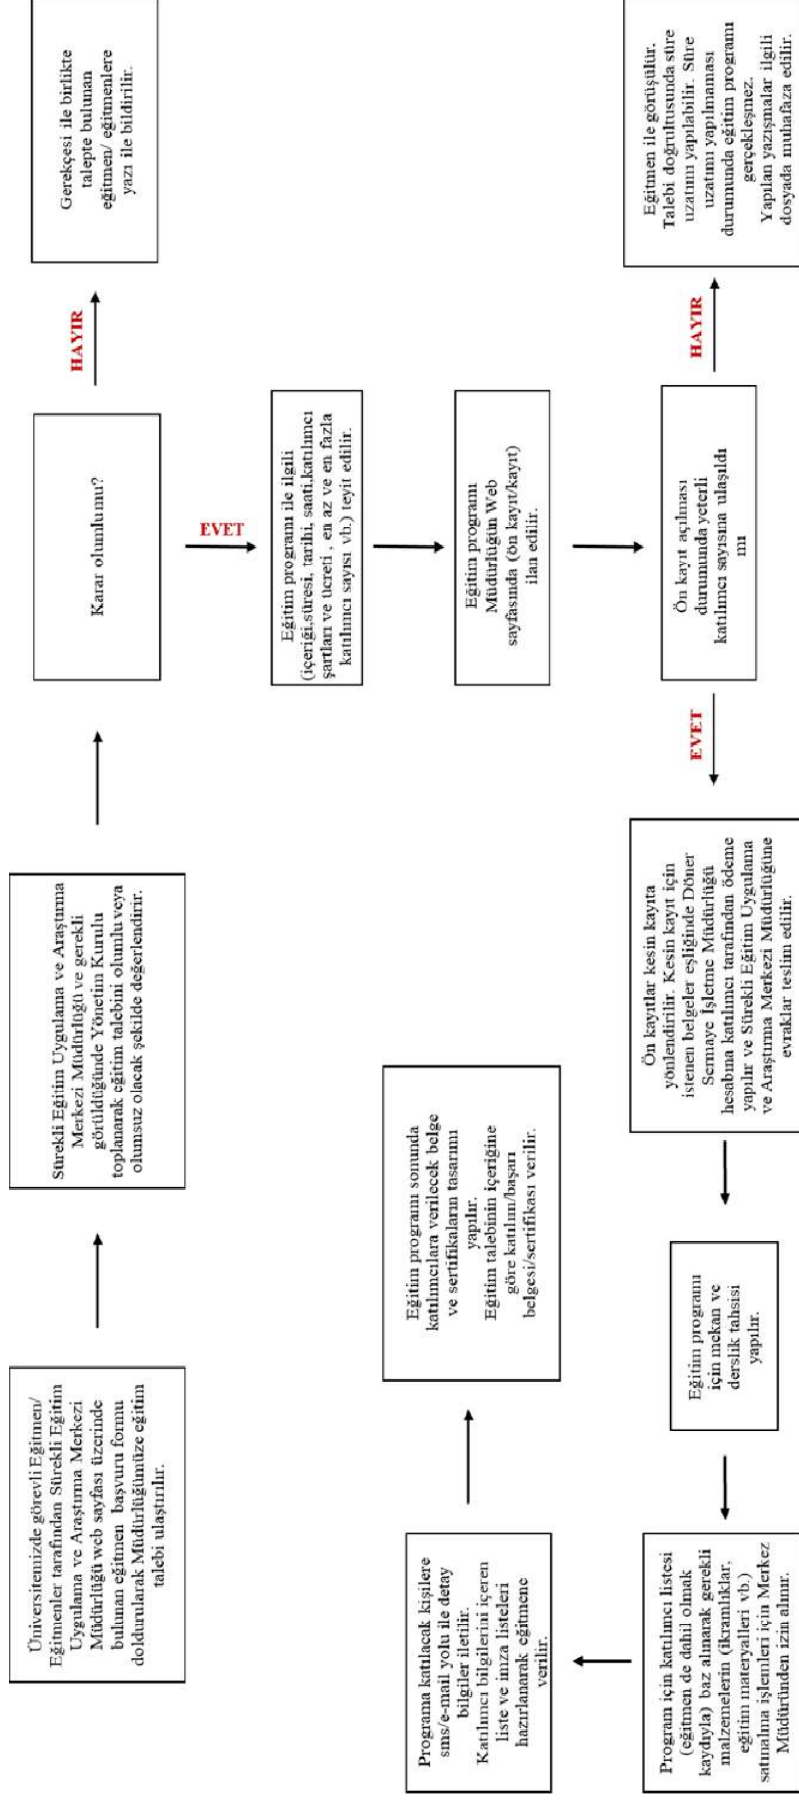 Üniversitemizde görevli Eğitmen/
Eğitmenler tarafından Sürekli Eğitim
Uygulama ve Araştırma Merkezi
Müdürlüğü web sayfası üzerinde
bulunan eğitmen başvuru formu
doldurularak Müdürlüğümüze eğitim
talebi ulaştırılır.
Sürekli Eğitim Uygulama ve Araştırma
Merkezi Müdürlüğü ve gerekli
görüldüğünde Yönetim Kurulu
toplanarak eğitim talebini olumlu veya
olumsuz olacak şekilde değerlendirir.
Karar olumlumu?
HAYIR
Gerekçesi ile birlikte
talepte bulunan
eğitmen/ eğitmenlere
yazı ile bildirilir.
EVET
Eğitim programı ile ilgili
(içeriği,süresi, tarihi, saati,katılımcı
şartları ve ücreti , en az ve en fazla
katılımcı sayısı vb.) teyit edilir.
Eğitim programı
Müdürlüğün Web
sayfasında (ön kayıt/kayıt)
ilan edilir.
Ön kayıt açılması
durumunda yeterli
katılımcı sayısına ulaşıldı
mı
HAYIR
Eğitmen ile görüşülür.
Talebi doğrultusunda süre
uzatımı yapılabilir. Süre
uzatımı yapılmaması
durumunda eğitim programı
gerçekleşmez.
Yapılan yazışmalar ilgili
dosyada muhafaza edilir.
EVET
Ön kayıtlar kesin kayıta
yönlendirilir. Kesin kayıt için
istenen belgeler eşliğinde Döner
Sermaye İşletme Müdürlüğü
hesabına katılımcı tarafından ödeme
yapılır ve Sürekli Eğitim Uygulama
ve Araştırma Merkezi Müdürlüğüne
evraklar teslim edilir.
Eğitim programı
için mekan ve
derslik tahsisi
yapılır.
Program için katılımcı listesi
(eğitmen de dahil olmak
kaydıyla) baz alınarak gerekli
malzemelerin (ikramlıklar,
eğitim materyalleri vb.)
satınalma işlemleri için Merkez
Müdüründen izin alınır.
Programa katılacak kişilere
sms/e-mail yolu ile detay
bilgiler iletilir.
Katılımcı bilgilerini içeren
liste ve imza listeleri
hazırlanarak eğitmene
verilir.
Eğitim programı sonunda
katılımcılara verilecek belge
ve sertifikaların tasarımı
yapılır.
Eğitim talebinin içeriğine
göre katılım/başarı
belgesi/sertifikası verilir.